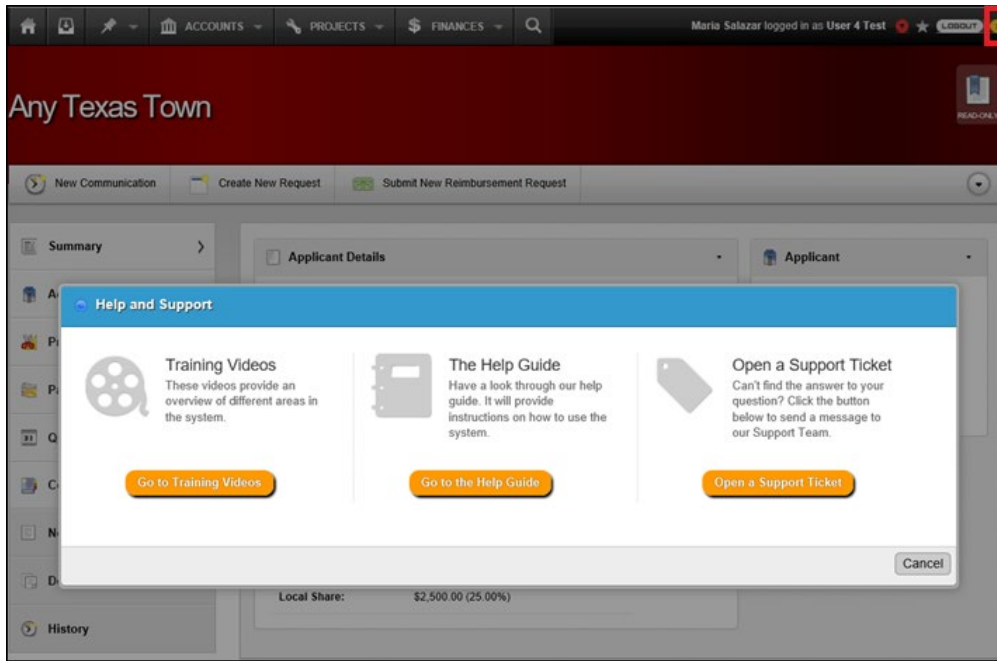 ACCOUNTS PROJECTS $ FINANCES Maria Salazar logged in as User 4 Test LOGOUT
Any Texas Town
READ-ONLY
New Communication Create New Request Submit New Reimbursement Request
Summary Applicant Details Applicant
Help and Support
Training Videos
These videos provide an
overview of different areas in
the system.
Go to Training Videos
The Help Guide
Have a look through our help
guide. It will provide
instructions on how to use the
system.
Go to the Help Guide
Open a Support Ticket
Can't find the answer to your
question? Click the button
below to send a message to
our Support Team.
Open a Support Ticket
Cancel
Local Share: $2,500.00 (25.00%)
History